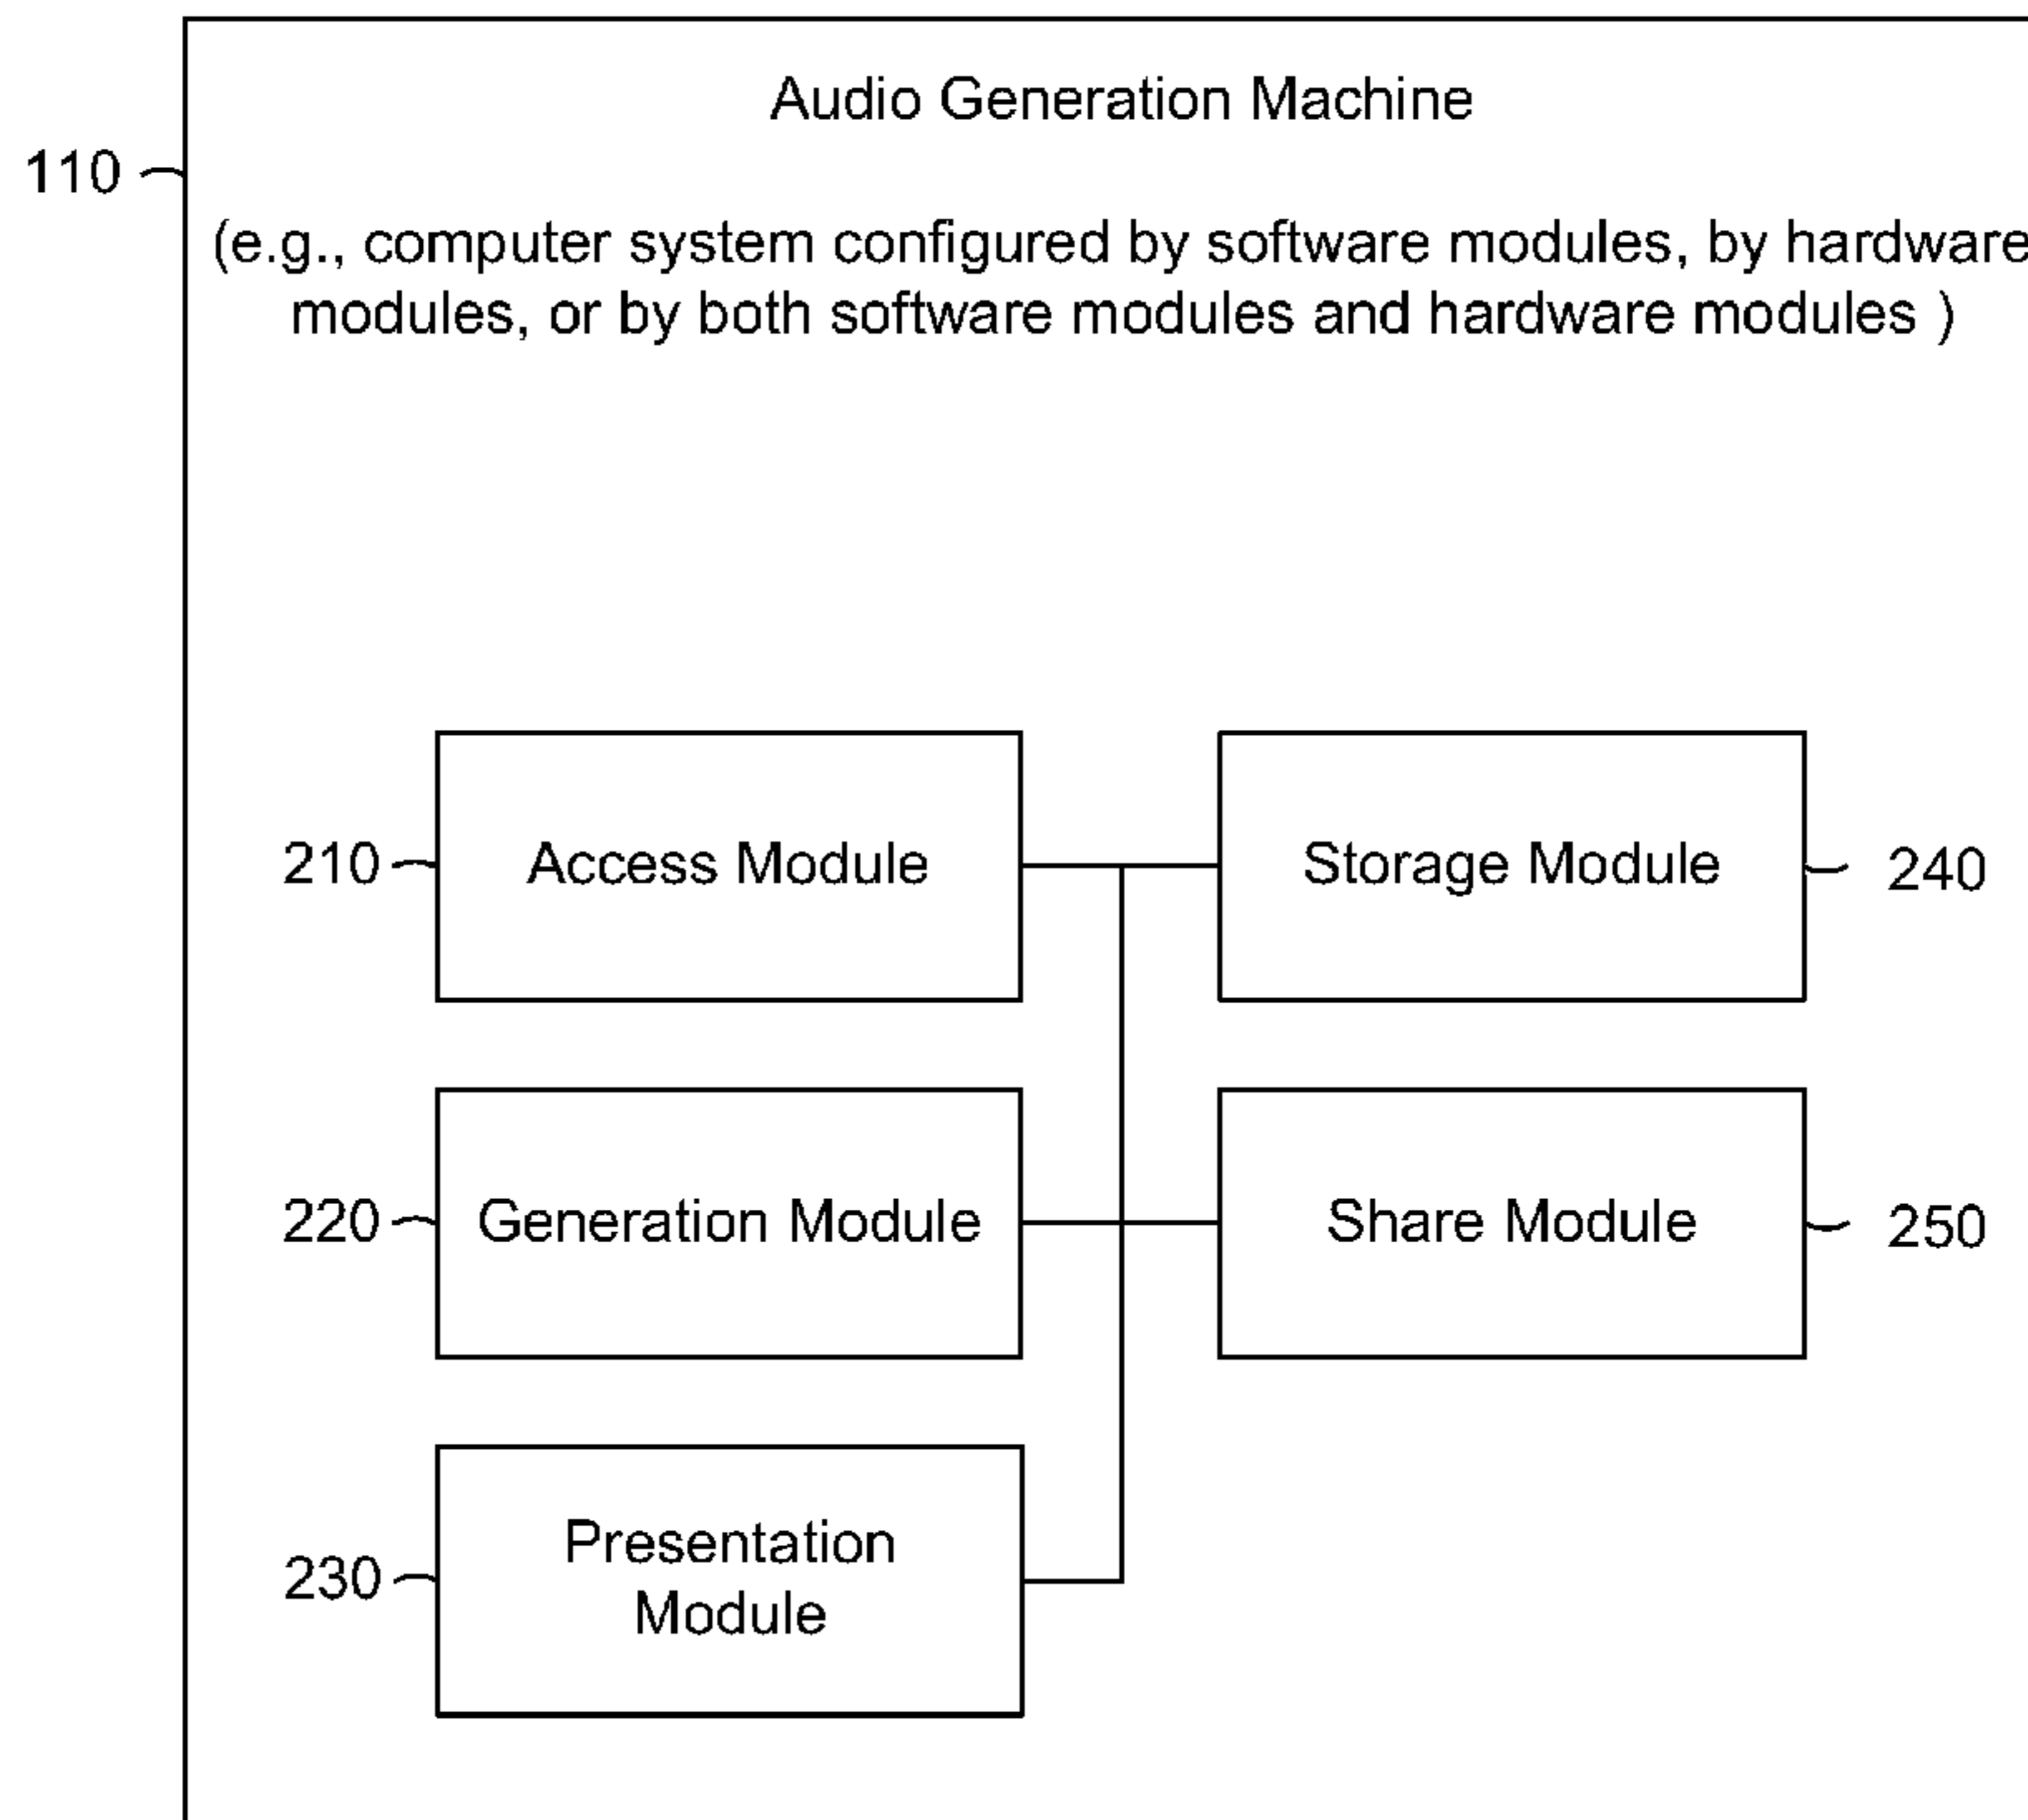 Audio Generation Machine
110
(e.g., computer system configured by software modules, by hardware
modules, or by both software modules and hardware modules )
210
Access Module
Storage Module
240
220
Generation Module
Share Module
250
230
Presentation
Module